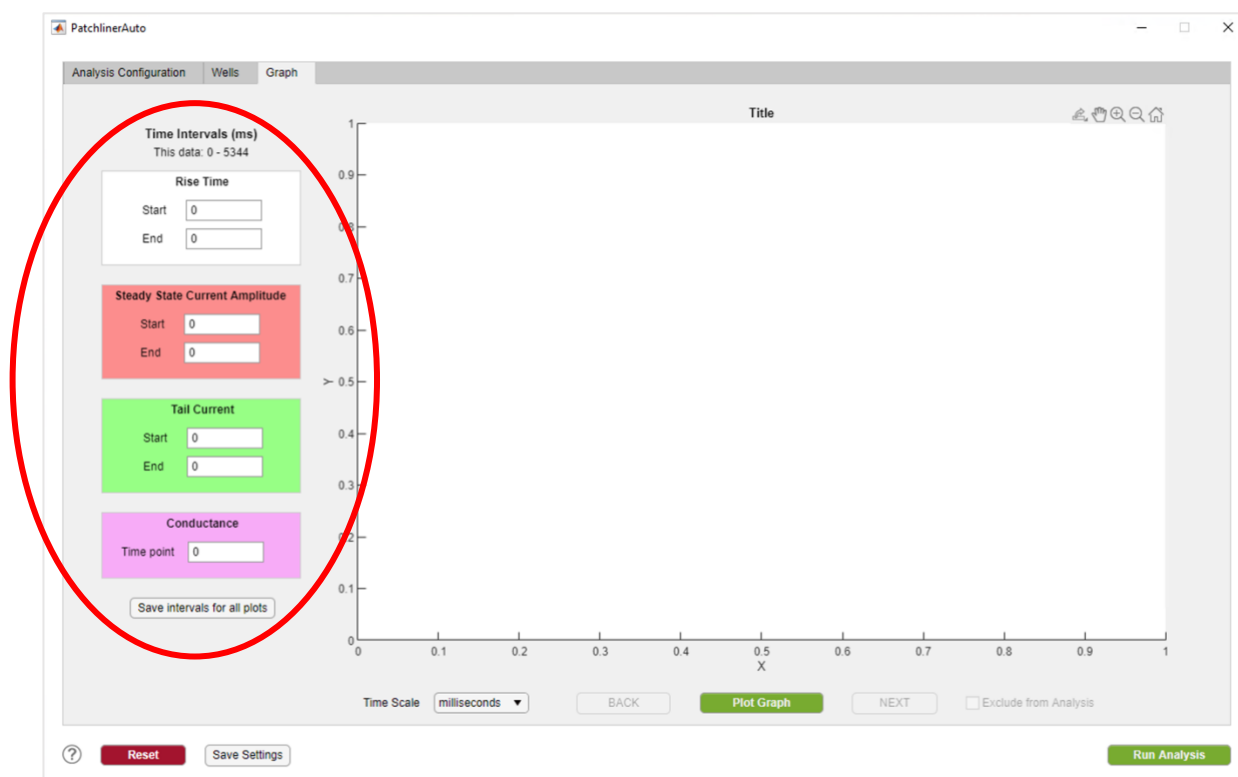 PatchlinerAuto
Analysis Configuration Wells Graph
Time Intervals (ms)
This data: 0 - 5344
Rise Time
Start 0
End 0
Steady State Current Amplitude
Start 0
End 0
Tail Current
Start 0
End 0
Conductance
Time point 0
Save intervals for all plots
Title
1
0.9
0.8
0.7
0.6
Y 0.5
0.4
0.3
0.2
0.1
0
0 0.1 0.2 0.3 0.4 0.5 0.6 0.7 0.8 0.9 1
X
Time Scale milliseconds BACK Plot Graph NEXT Exclude from Analysis
? Reset Save Settings Run Analysis